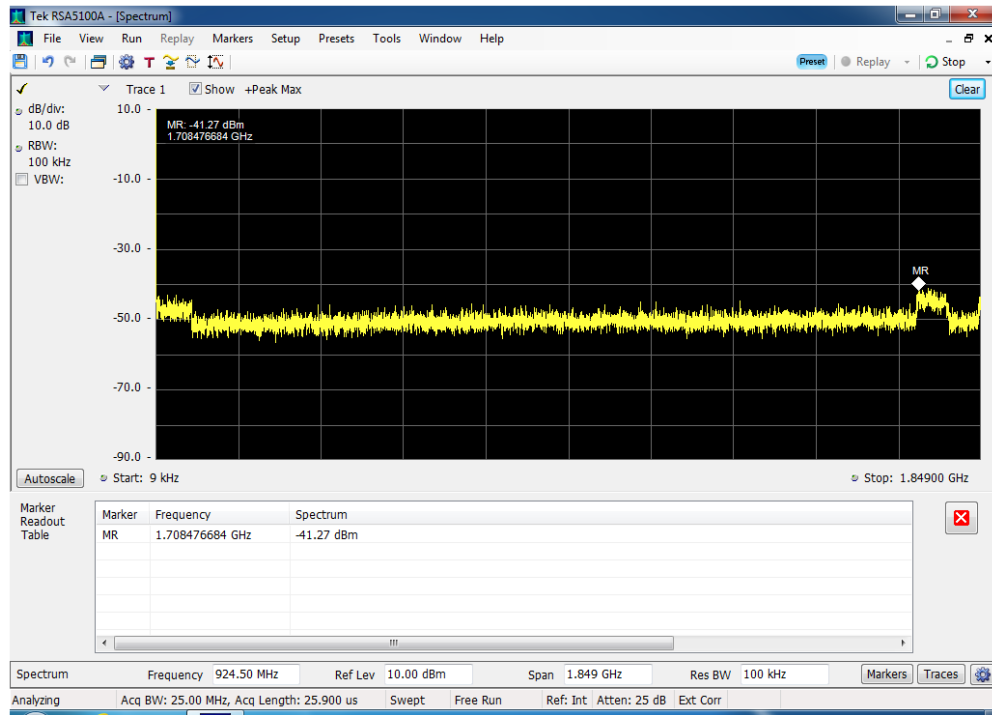 Tek RSA5100A - [Spectrum]
File View Run Replay Markers Setup Presets Tools Window Help
T Preset Replay Stop
Trace 1 Show +Peak Max Clear
dB/div:
10.0 dB
RBW:
100 kHz
VBW:
10.0 -
-10.0 -
-30.0 -
-50.0 -
-70.0 -
-90.0 -
MR: -41.27 dBm
1.708476684 GHz
MR
Autoscale Start: 9 kHz Stop: 1.84900 GHz
Marker
Readout
Table
Marker Frequency Spectrum
MR 1.708476684 GHz -41.27 dBm
Spectrum Frequency 924.50 MHz Ref Lev 10.00 dBm Span 1.849 GHz Res BW 100 kHz Markers Traces
Analyzing Acq BW: 25.00 MHz, Acq Length: 25.900 us Swept Free Run Ref: Int Atten: 25 dB Ext Corr